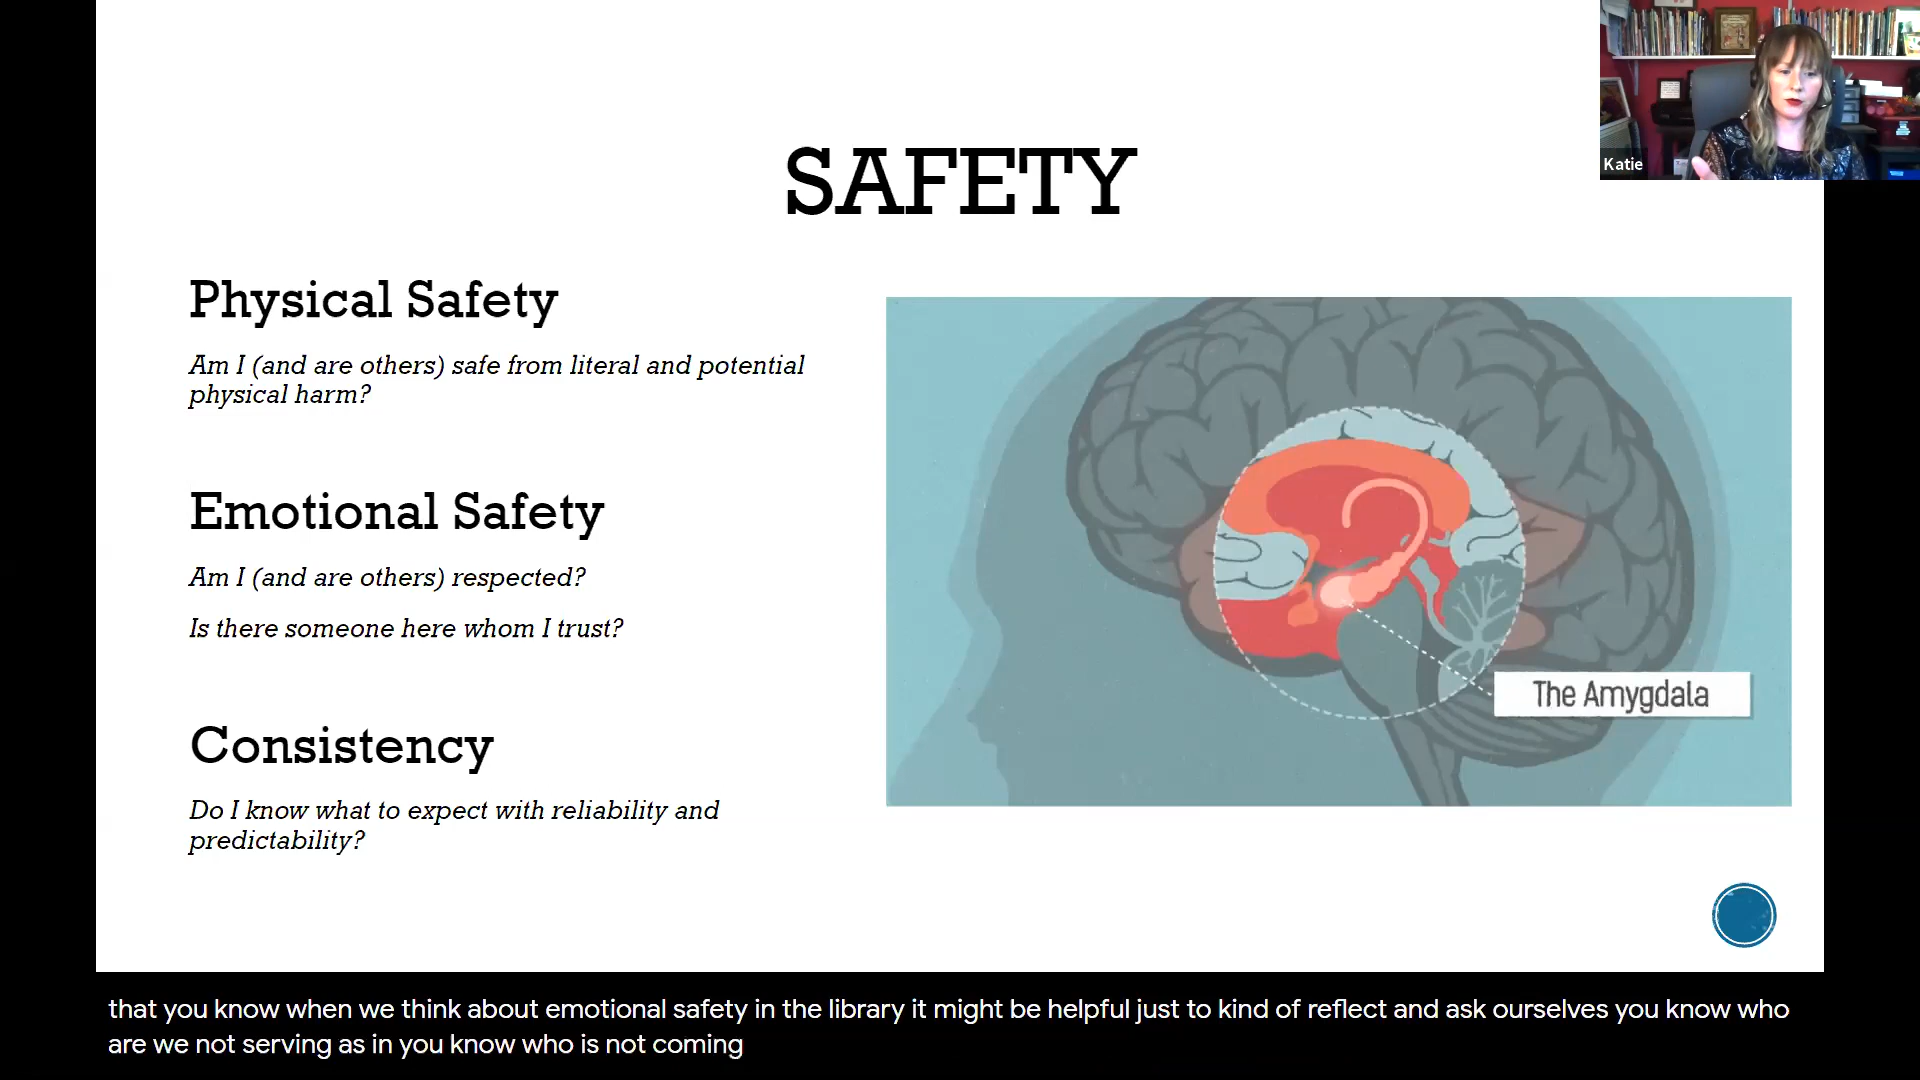 SAFETY
Physical Safety
Am I (and are others) safe from literal and potential
physical harm?
Emotional Safety
Am I (and are others) respected?
Is there someone here whom I trust?
Consistency
Do I know what to expect with reliability and
predictability?
The Amygdala
Katie
that you know when we think about emotional safety in the library it might be helpful just to kind of reflect and ask ourselves you know who
are we not serving as in you know who is not coming